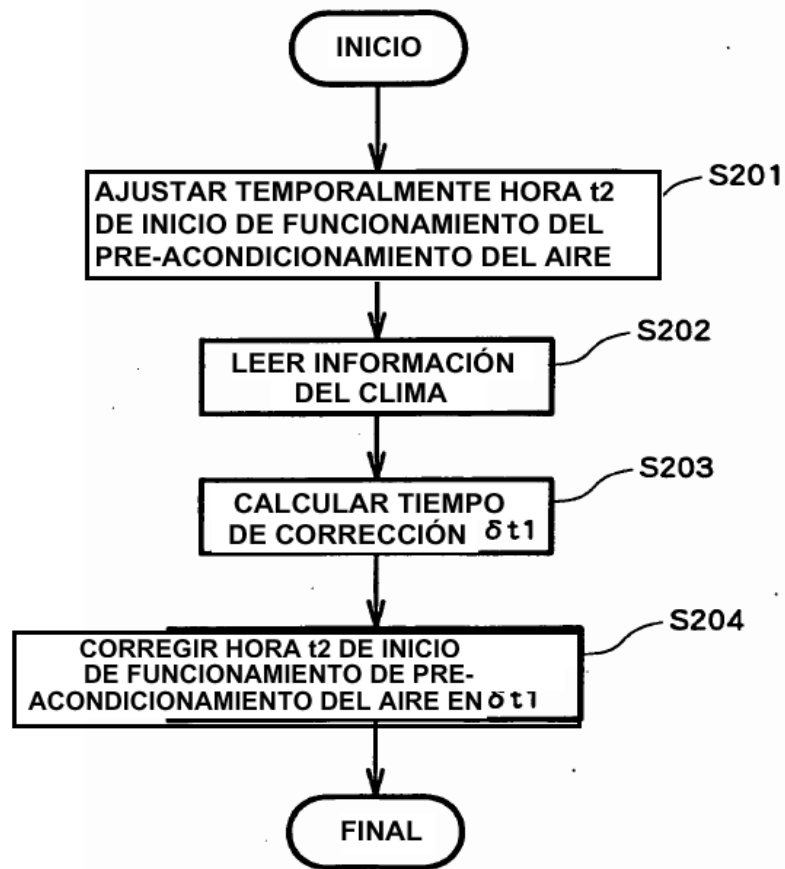 INICIO
S201
AJUSTAR TEMPORALMENTE HORA t2
DE INICIO DE FUNCIONAMIENTO DEL
PRE-ACONDICIONAMIENTO DEL AIRE
S202
LEER INFORMACIÓN
DEL CLIMA
S203
CALCULAR TIEMPO
DE CORRECCIÓN δt1
S204
CORREGIR HORA t2 DE INICIO
DE FUNCIONAMIENTO DE PRE-
ACONDICIONAMIENTO DEL AIRE EN δt1
FINAL